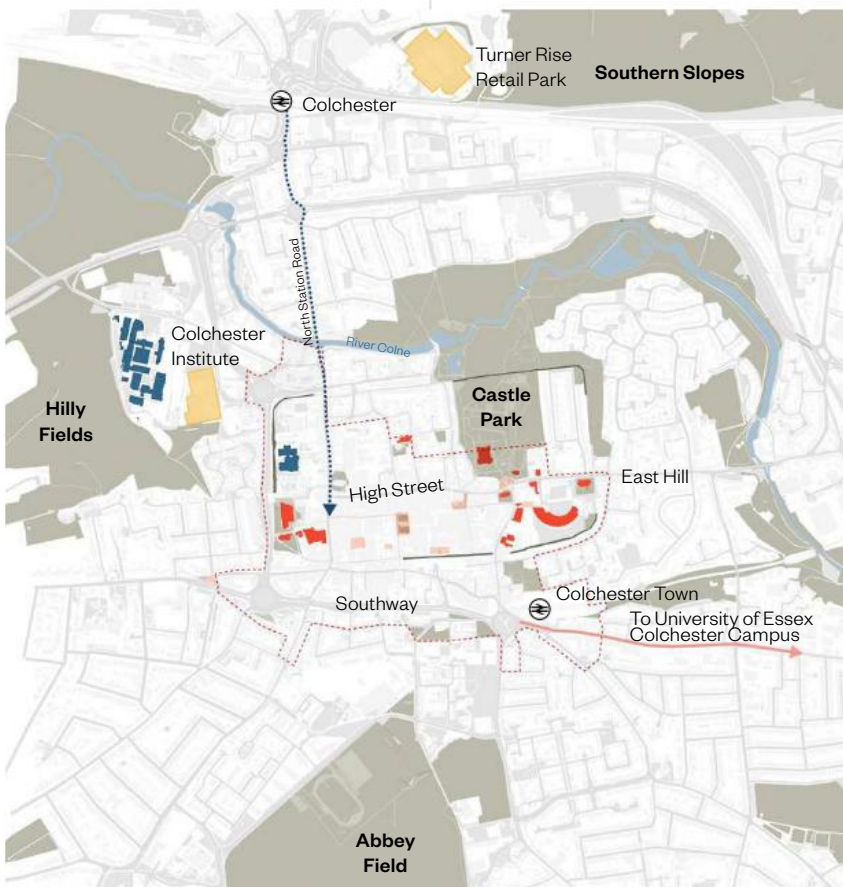 Turner Rise
Retail Park
Southern Slopes
Colchester
North Station Road
River Colne
Colchester
Institute
Hilly
Fields
Castle
Park
High Street
East Hill
Colchester Town
Southway
To University of Essex
Colchester Campus
Abbey
Field